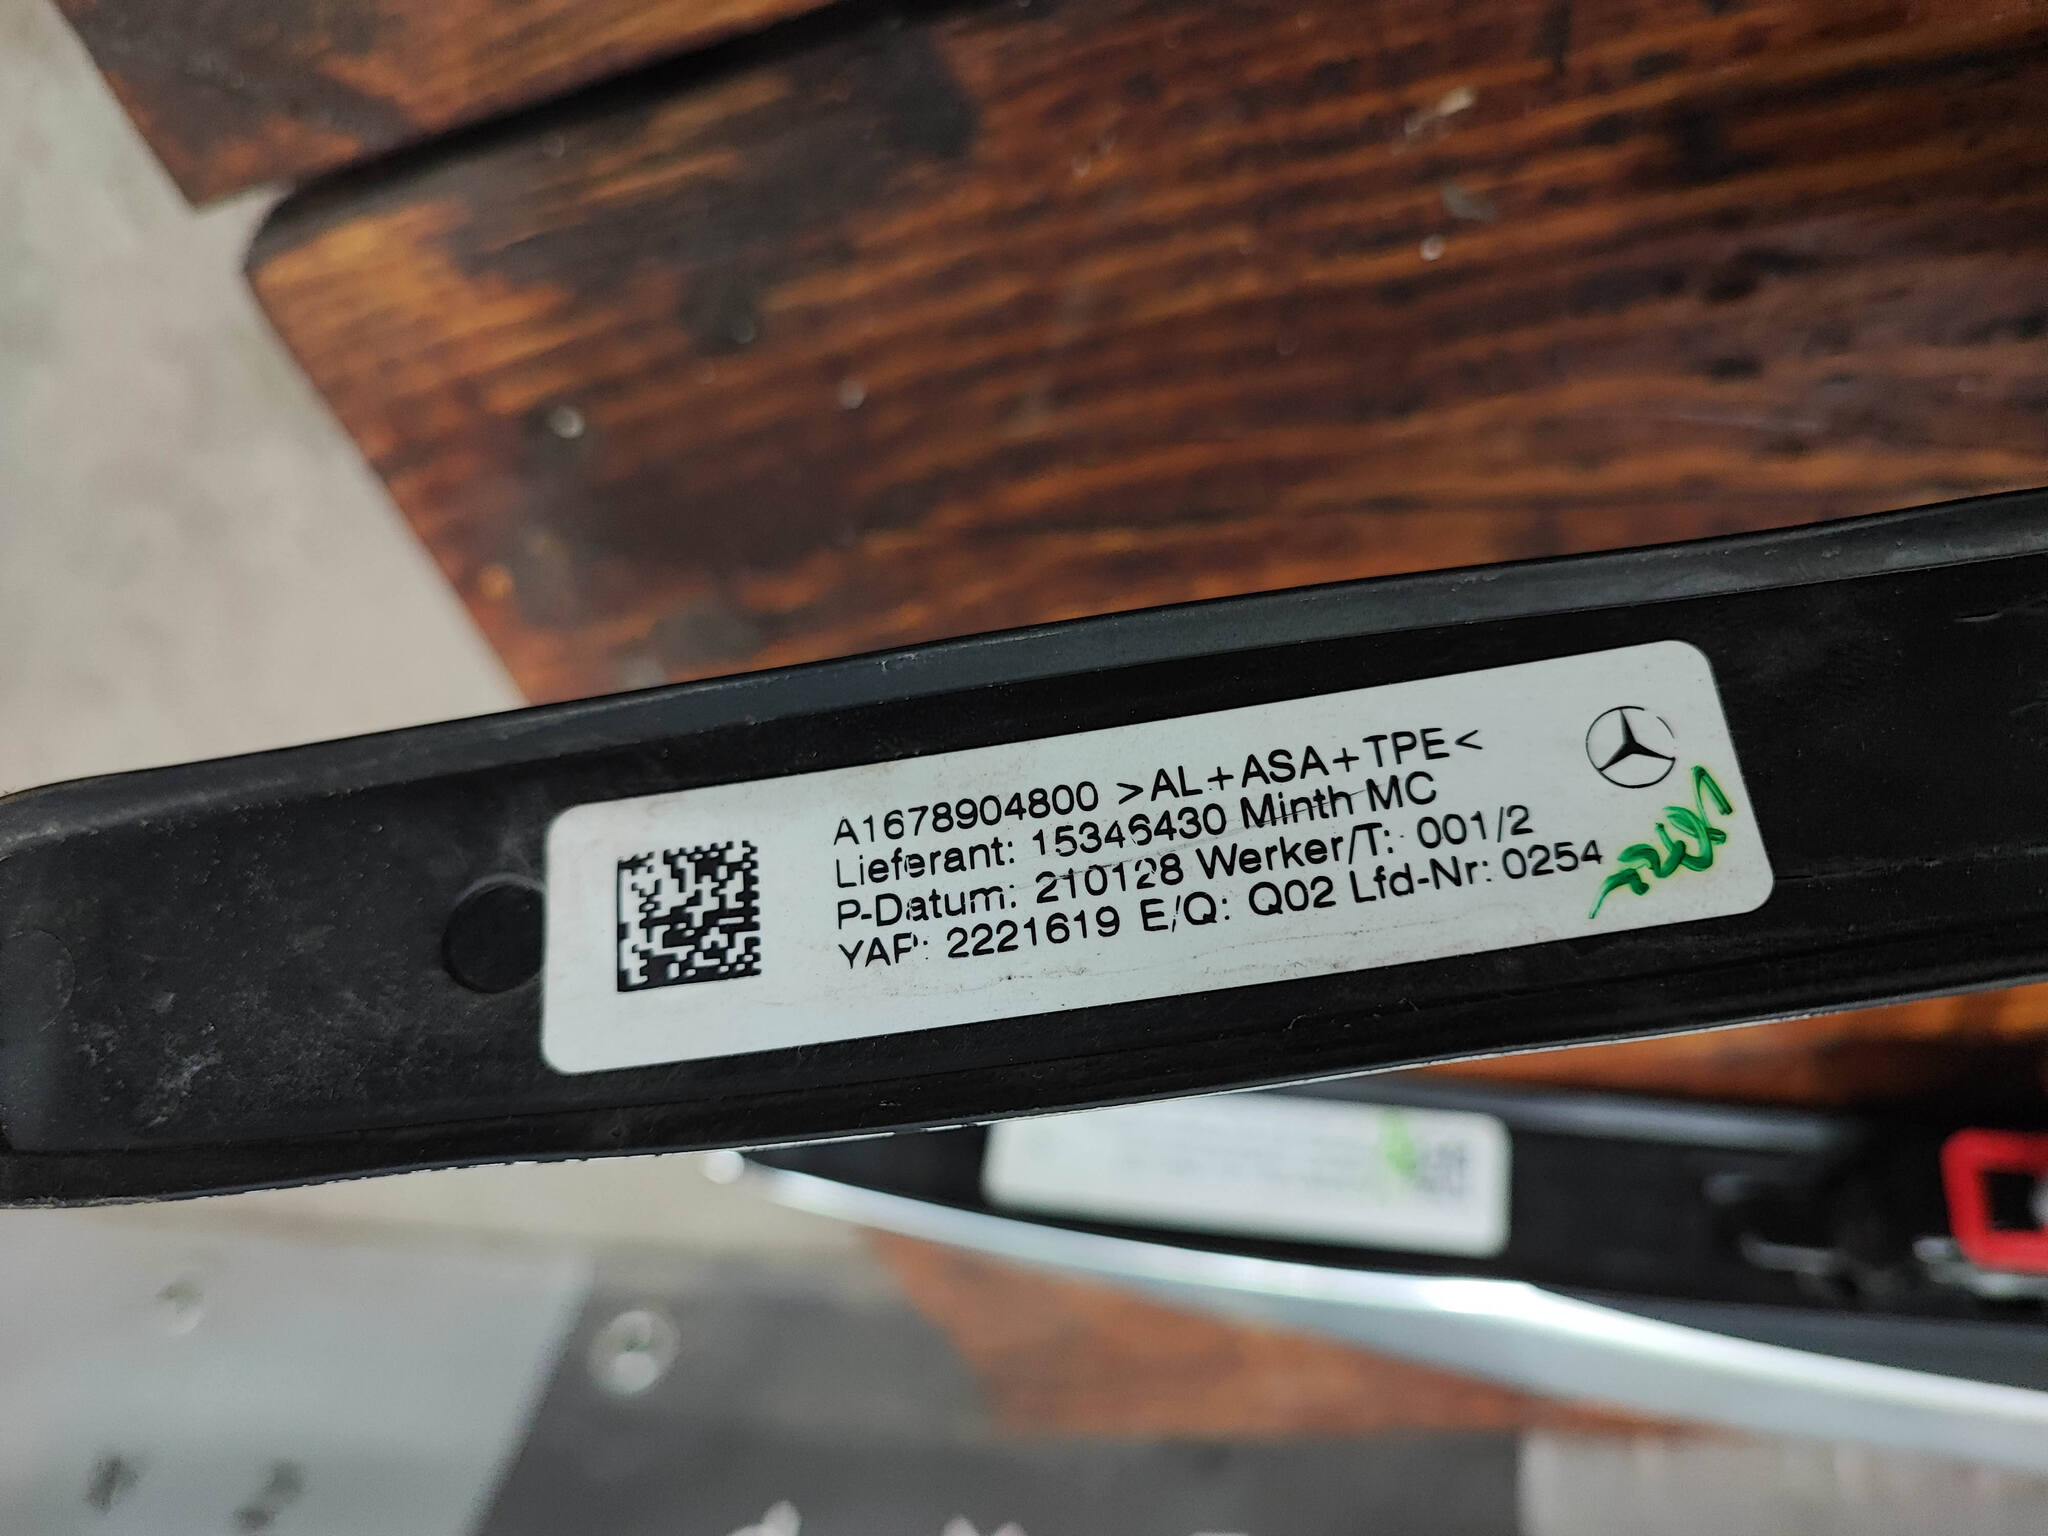 A1678904800 >AL+ASA+TPE<
Lieferant: 15346430 Minth MC
P-Datum: 210128 Werker/T: 001/2
YAP: 2221619 E/Q: Q02 Lfd-Nr: 0254